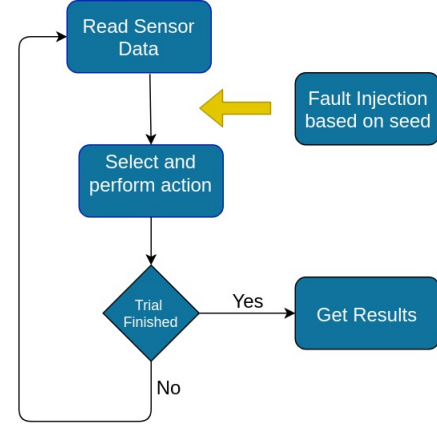 Read Sensor
Data
Fault Injection
based on seed
Select and
perform action
Trial
Finished
Yes
Get Results
No